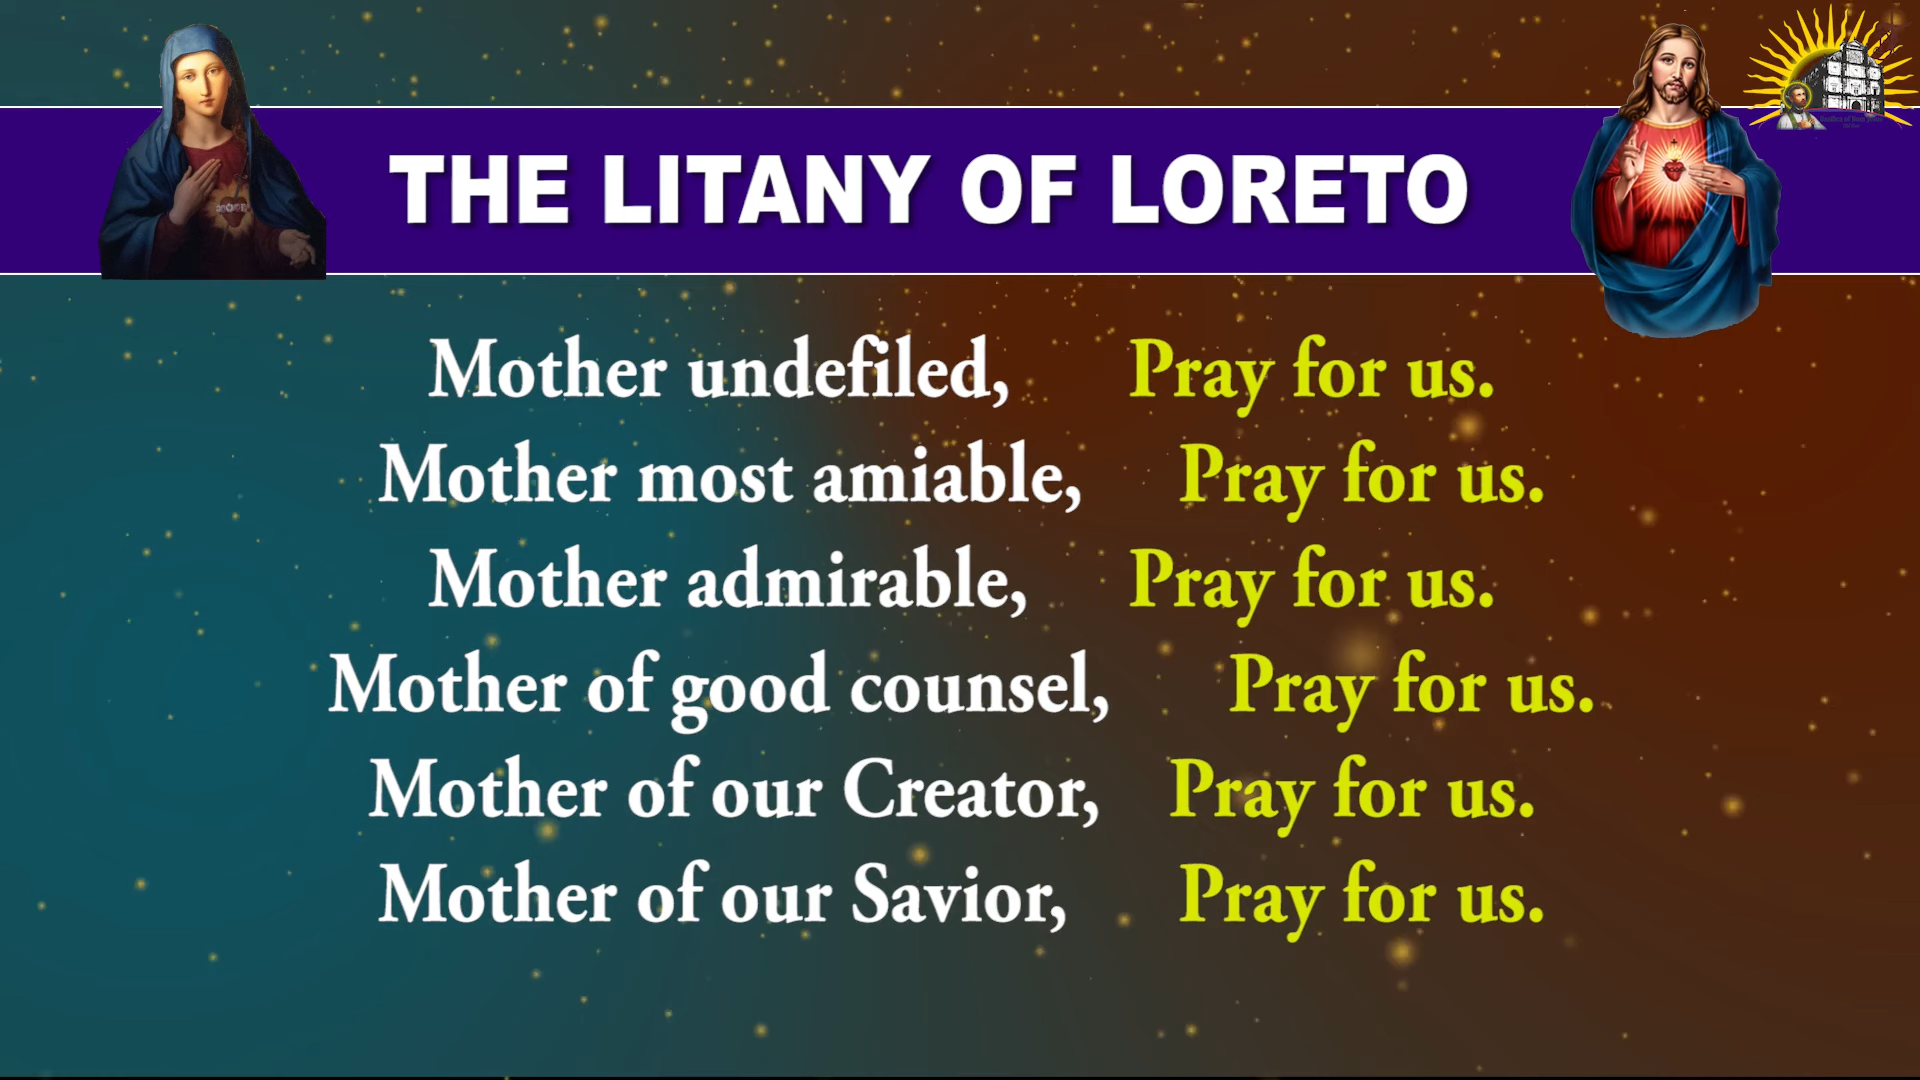 THE LITANY OF LORETO
Mother undefiled, Pray for us.
Mother most amiable, Pray for us.
Mother admirable, Pray for us.
Mother of good counsel, Pray for us.
Mother of our Creator, Pray for us.
Mother of our Savior, Pray for us.